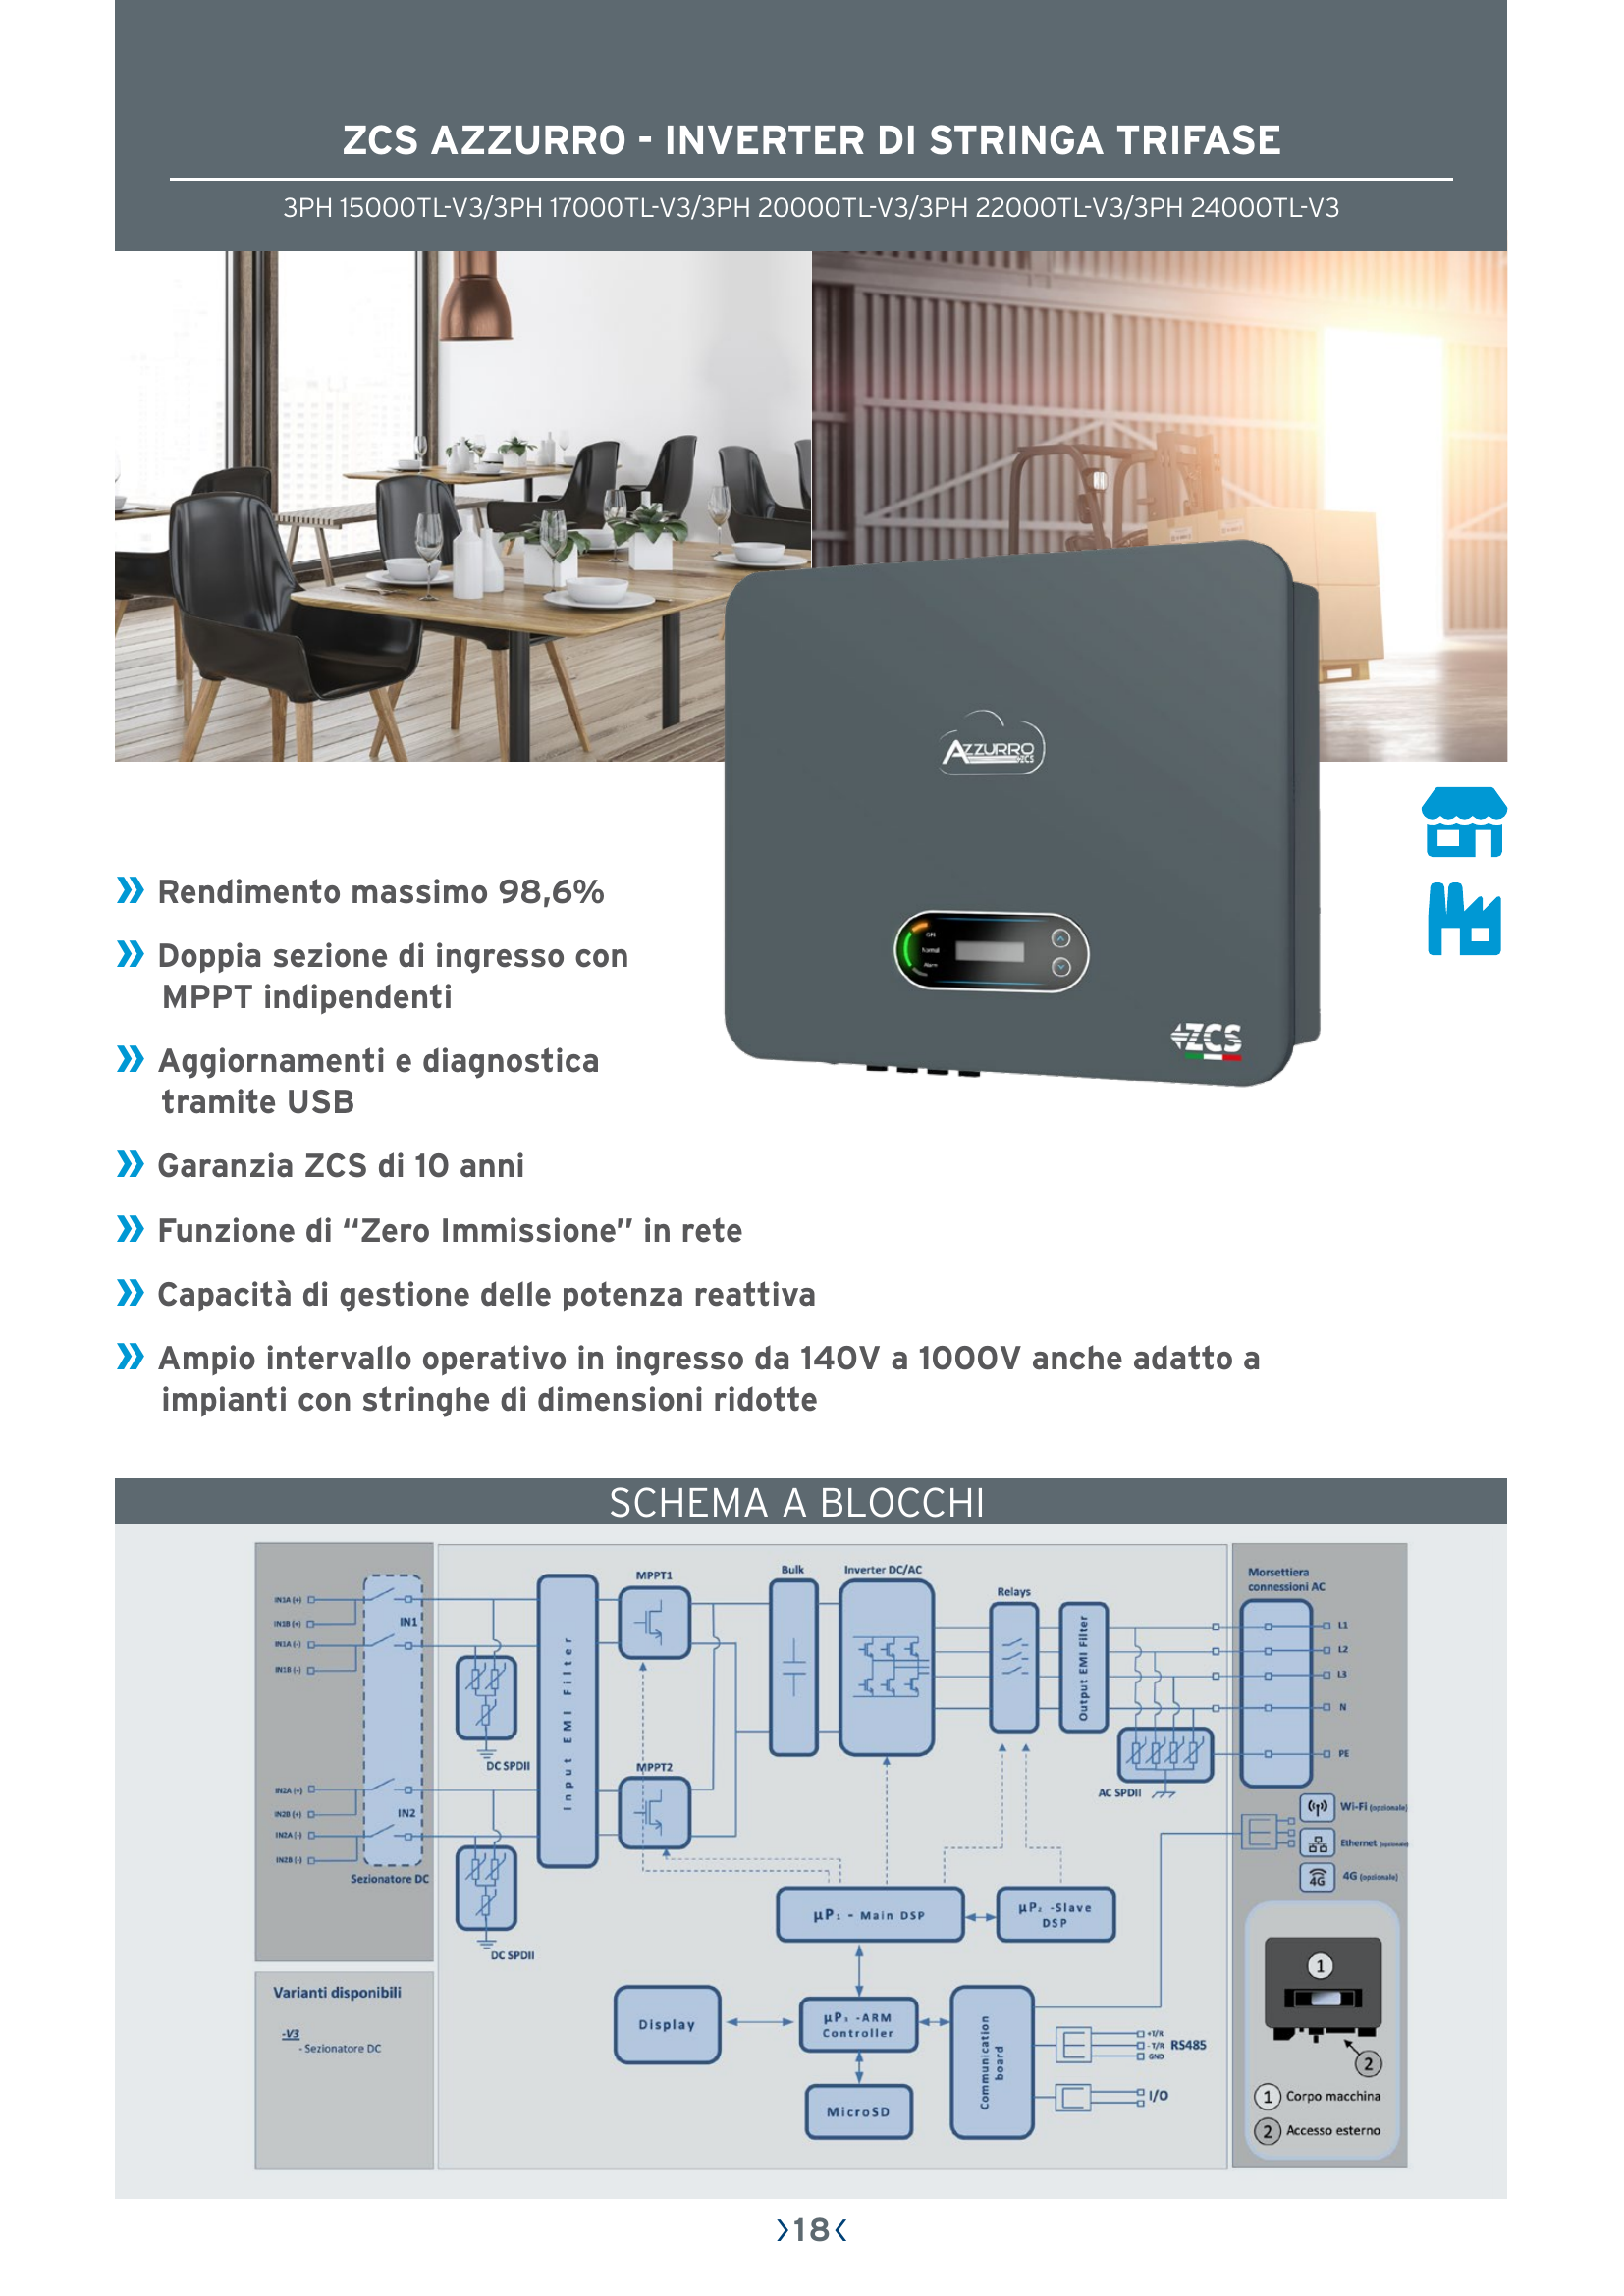 ZCS AZZURRO - INVERTER DI STRINGA TRIFASE
3PH 15000TL-V3/3PH 17000TL-V3/3PH 20000TL-V3/3PH 22000TL-V3/3PH 24000TL-V3
AZZURRO
ZCS
Normal
ZCS
» Rendimento massimo 98,6%
» Doppia sezione di ingresso con
MPPT indipendenti
» Aggiornamenti e diagnostica
tramite USB
» Garanzia ZCS di 10 anni
» Funzione di “Zero Immissione” in rete
» Capacità di gestione delle potenza reattiva
» Ampio intervallo operativo in ingresso da 140V a 1000V anche adatto a
impianti con stringhe di dimensioni ridotte
SCHEMA A BLOCCHI
IN1A (+)
IN1B (+)
IN1A (-)
IN1B (-)
IN1
IN2A (+)
IN2B (+)
IN2A (-)
IN2B (-)
IN2
Sezionatore DC
DC SPDII
DC SPDII
Input EMI Filter
MPPT1
MPPT2
Bulk
Inverter DC/AC
Relays
Output EMI Filter
AC SPDII
Morsettiera
connessioni AC
L1
L2
L3
N
PE
Wi-Fi (opzionale)
Ethernet (opzionale)
4G
4G (opzionale)
µP₁ - Main DSP
µP₂ -Slave
DSP
Display
µP₃ -ARM
Controller
MicroSD
Communication
board
+T/R
- T/R
GND
RS485
I/O
Varianti disponibili
-V3
- Sezionatore DC
1
2
1 Corpo macchina
2 Accesso esterno
›18‹